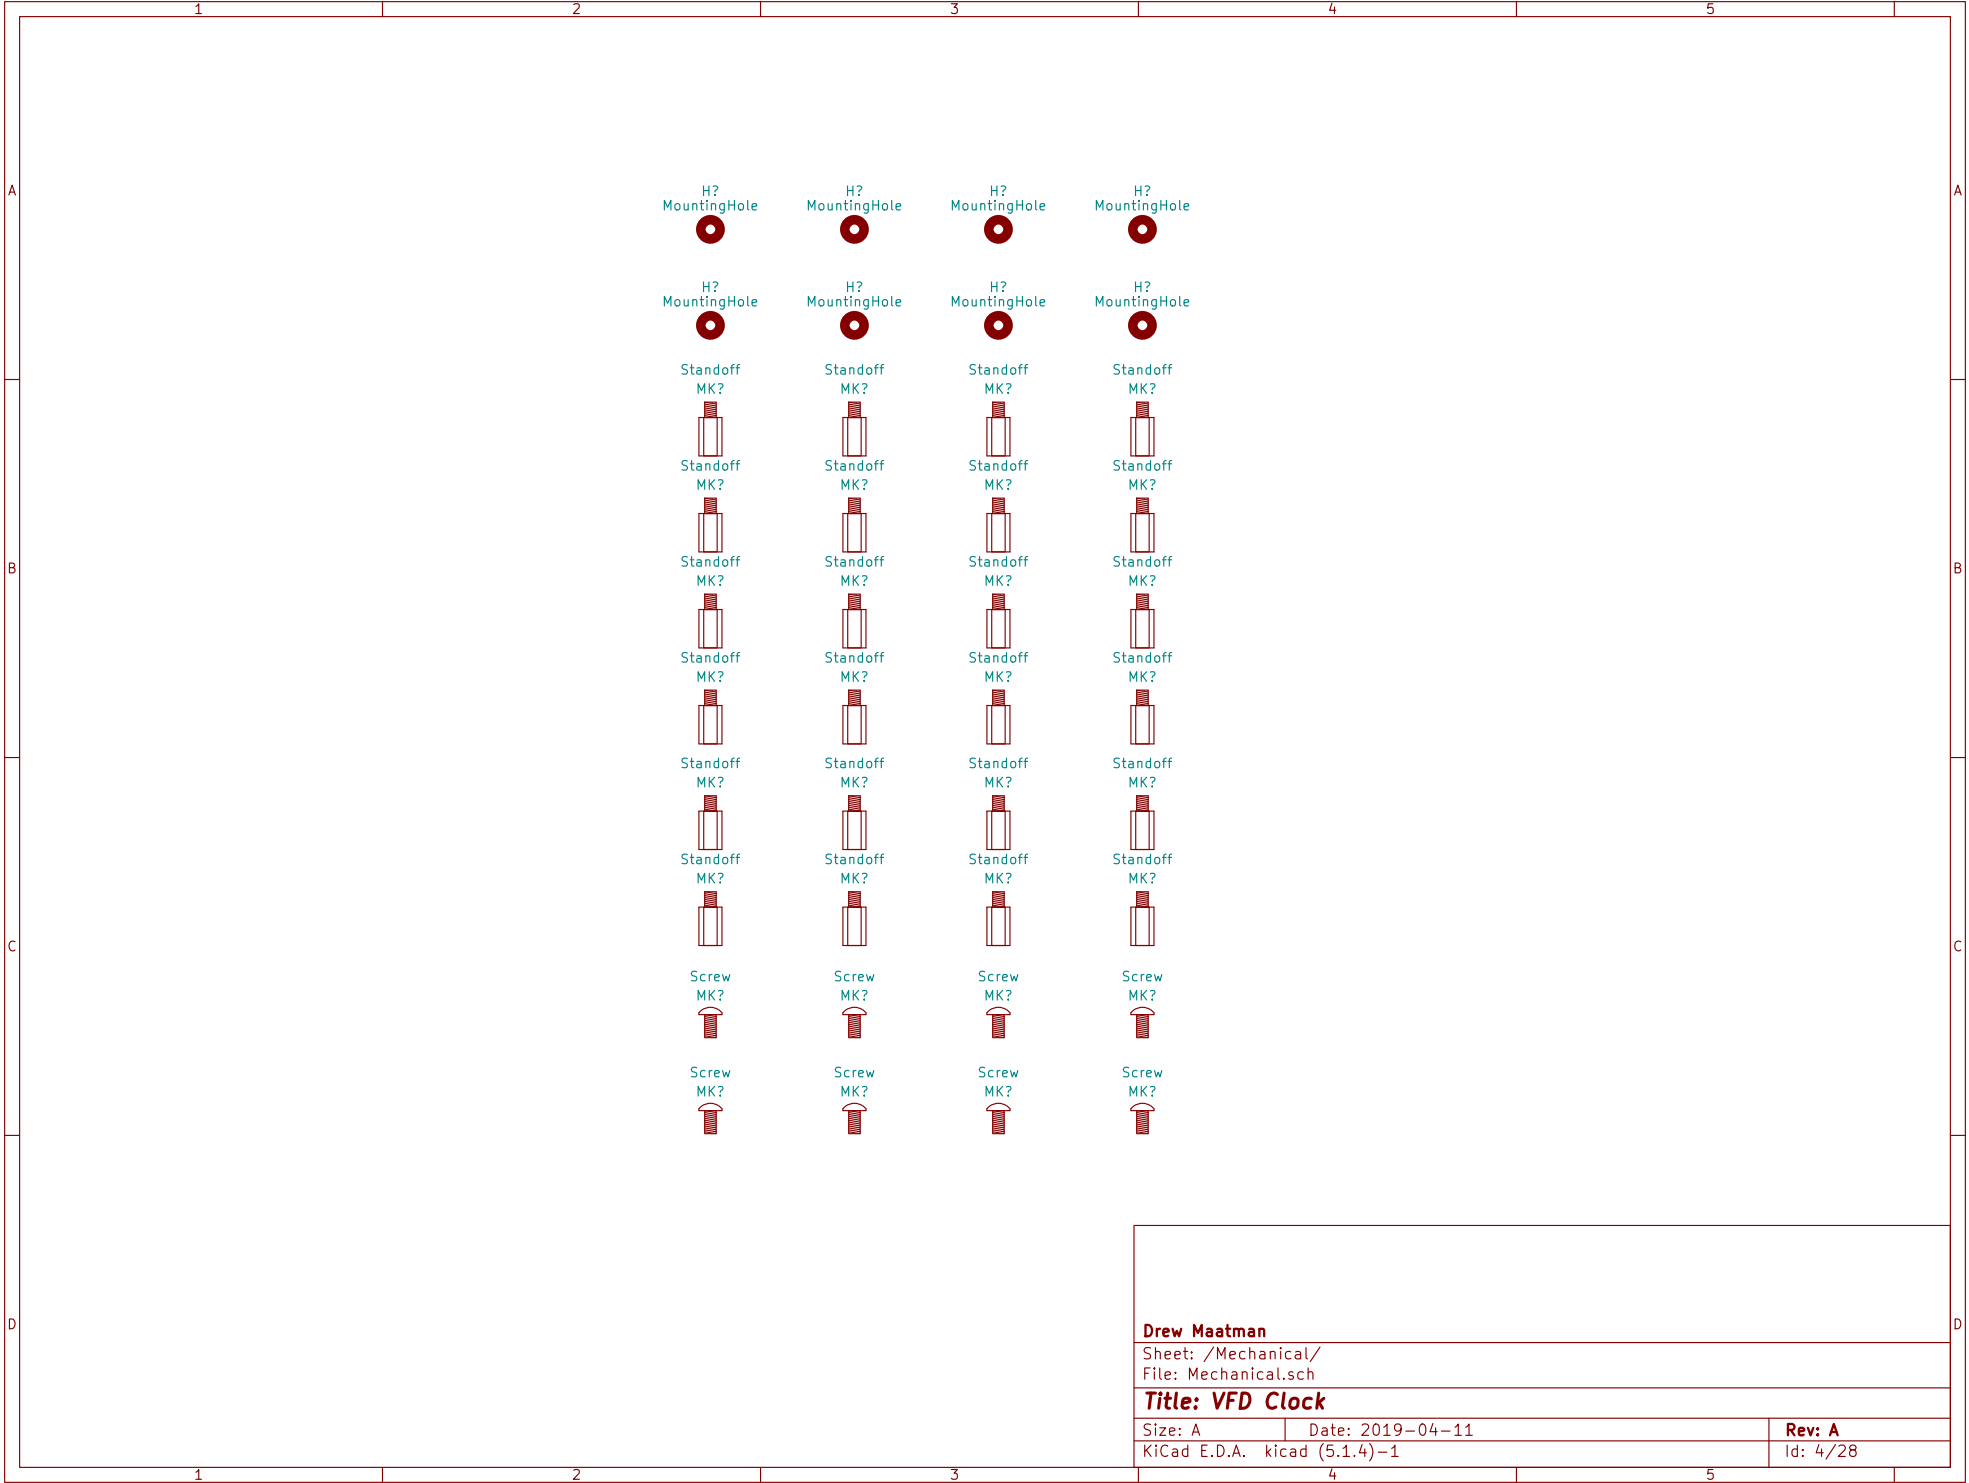 1 2 3 4 5
A A
H? H? H? H?
MountingHole MountingHole MountingHole MountingHole
H? H? H? H?
MountingHole MountingHole MountingHole MountingHole
Standoff Standoff Standoff Standoff
MK? MK? MK? MK?
Standoff Standoff Standoff Standoff
MK? MK? MK? MK?
Standoff Standoff Standoff Standoff
B B
MK? MK? MK? MK?
Standoff Standoff Standoff Standoff
MK? MK? MK? MK?
Standoff Standoff Standoff Standoff
MK? MK? MK? MK?
Standoff Standoff Standoff Standoff
MK? MK? MK? MK?
C C
Screw Screw Screw Screw
MK? MK? MK? MK?
Screw Screw Screw Screw
MK? MK? MK? MK?
D D
Drew Maatman
Sheet: /Mechanical/
File: Mechanical.sch
Title: VFD Clock
Size: A Date: 2019-04-11 Rev: A
KiCad E.D.A. kicad (5.1.4)-1 Id: 4/28
1 2 3 4 5